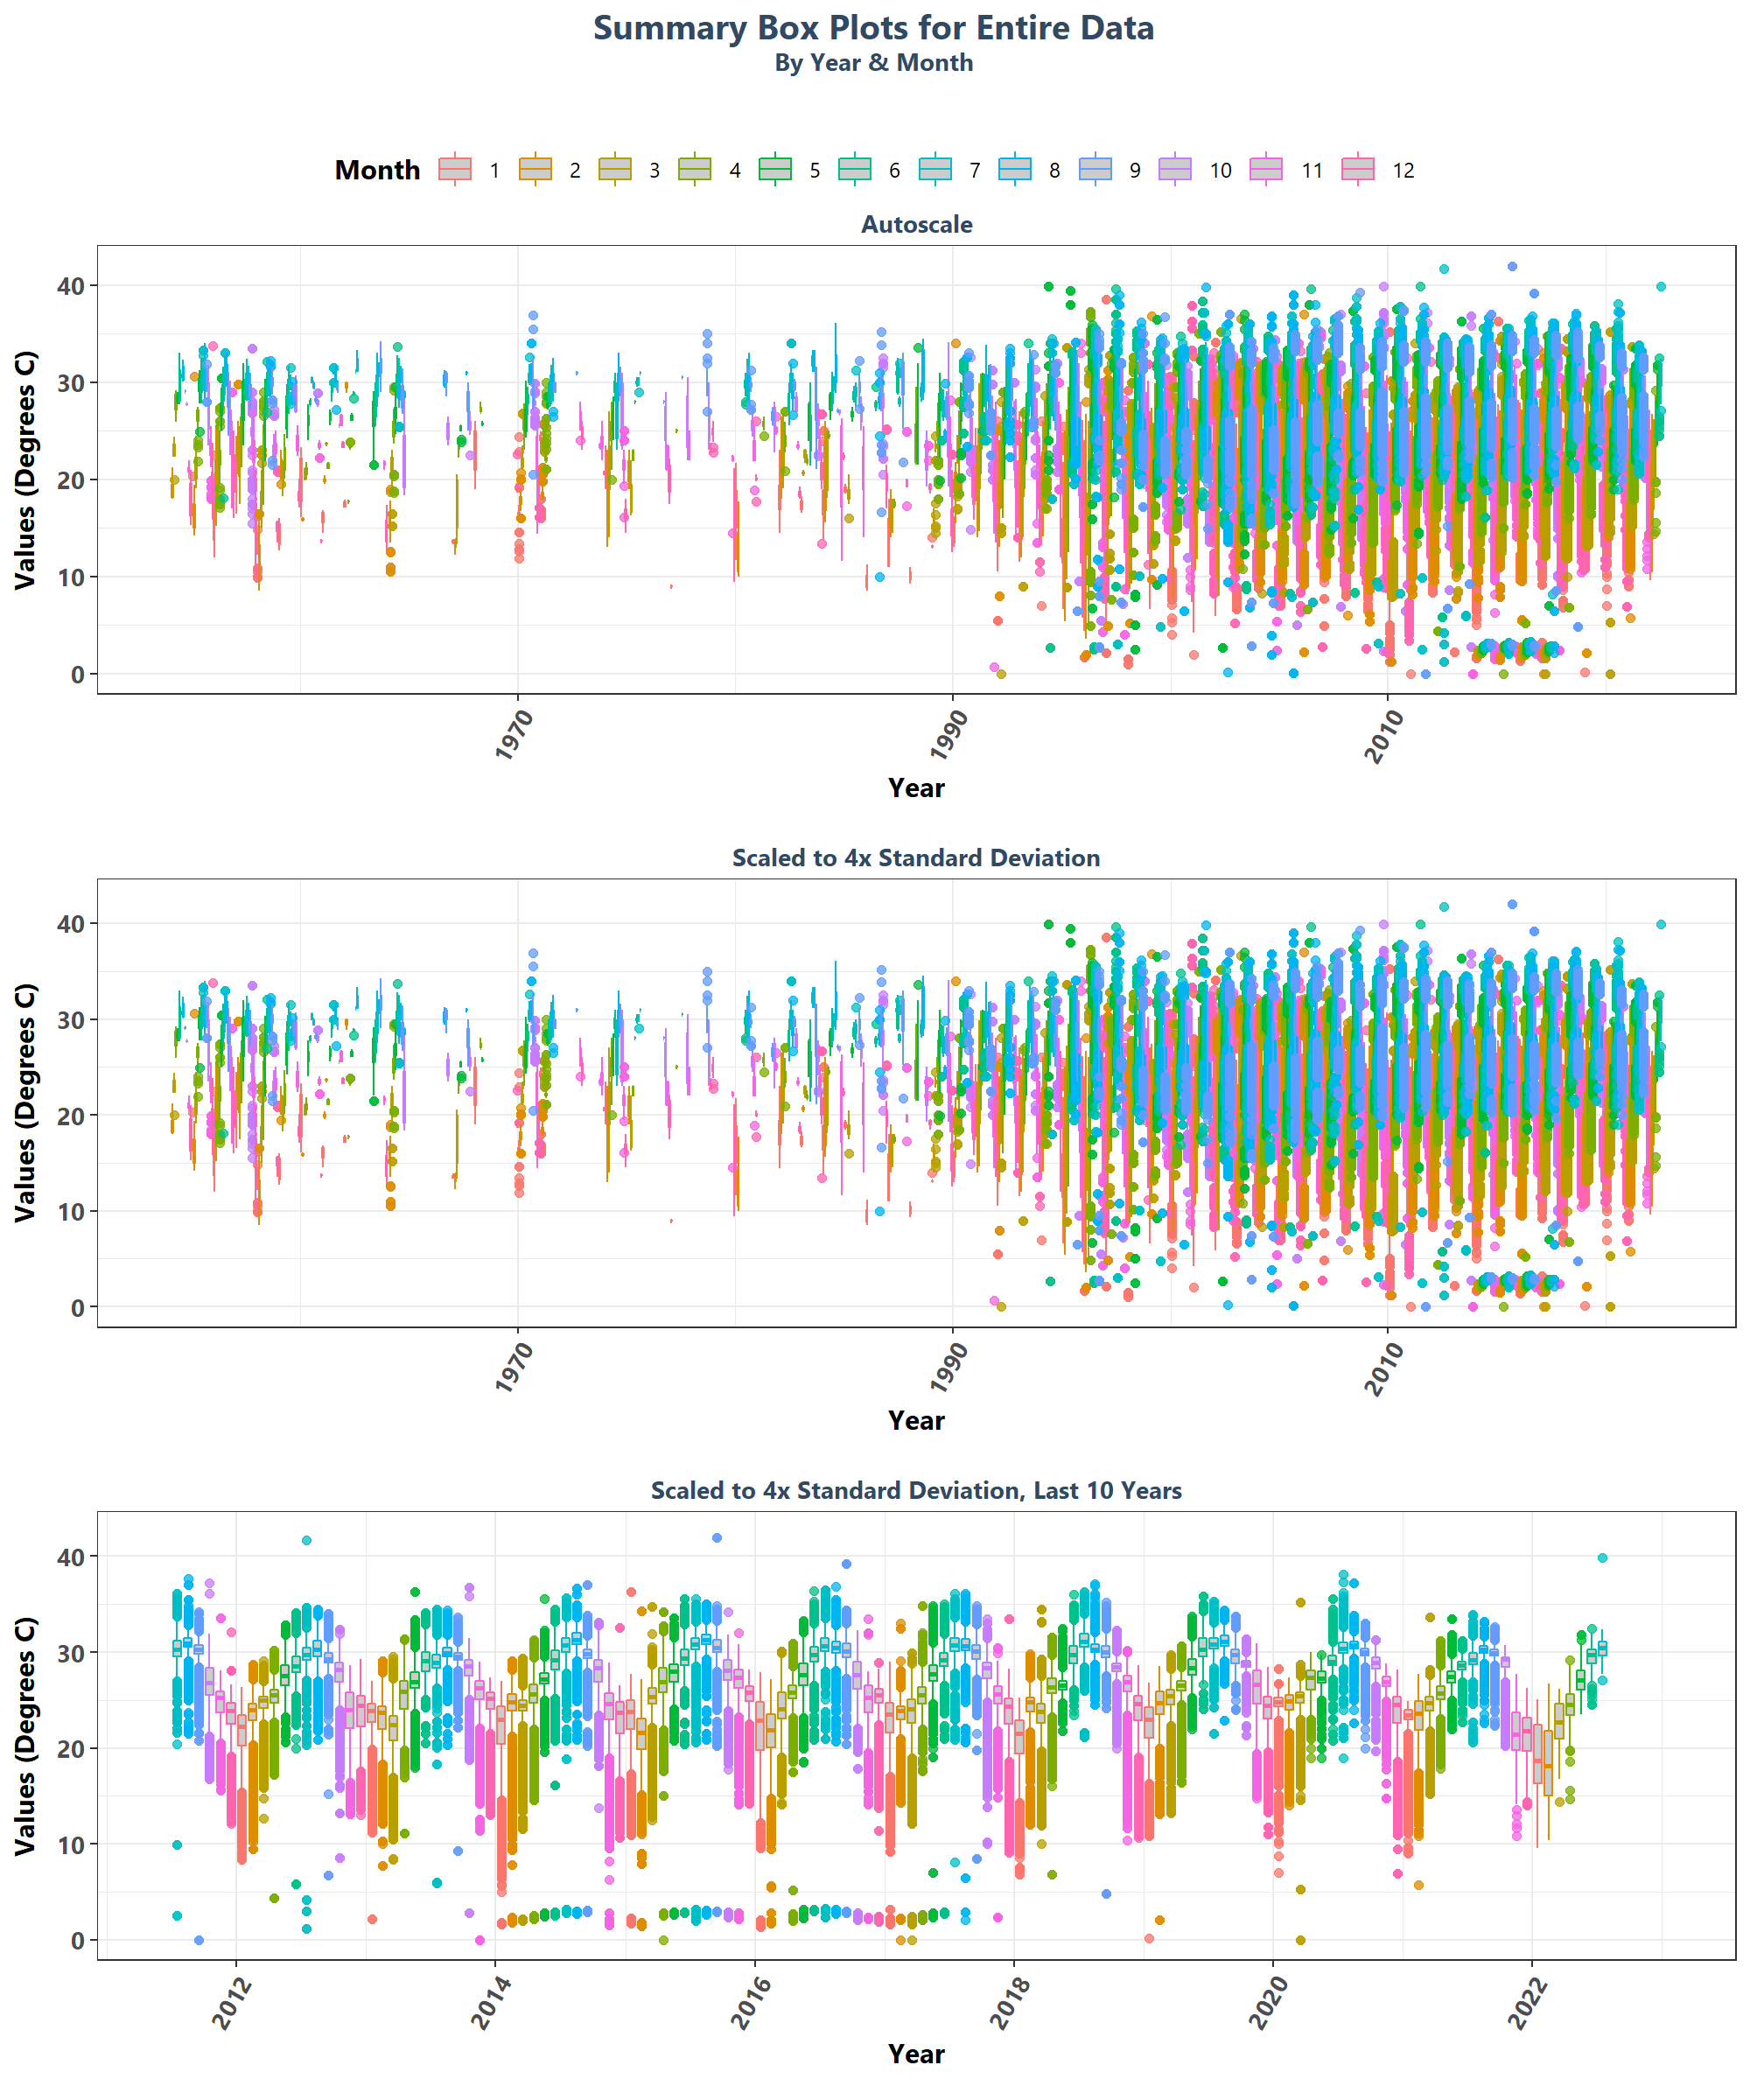 Summary Box Plots for Entire Data
By Year & Month
Month 1 2 3 4 5 6 7 8 9 10 11 12
Autoscale
Values (Degrees C)
40
30
20
10
0
1970 1990 2010
Year
Scaled to 4x Standard Deviation
Values (Degrees C)
40
30
20
10
0
1970 1990 2010
Year
Scaled to 4x Standard Deviation, Last 10 Years
Values (Degrees C)
40
30
20
10
0
2012 2014 2016 2018 2020 2022
Year